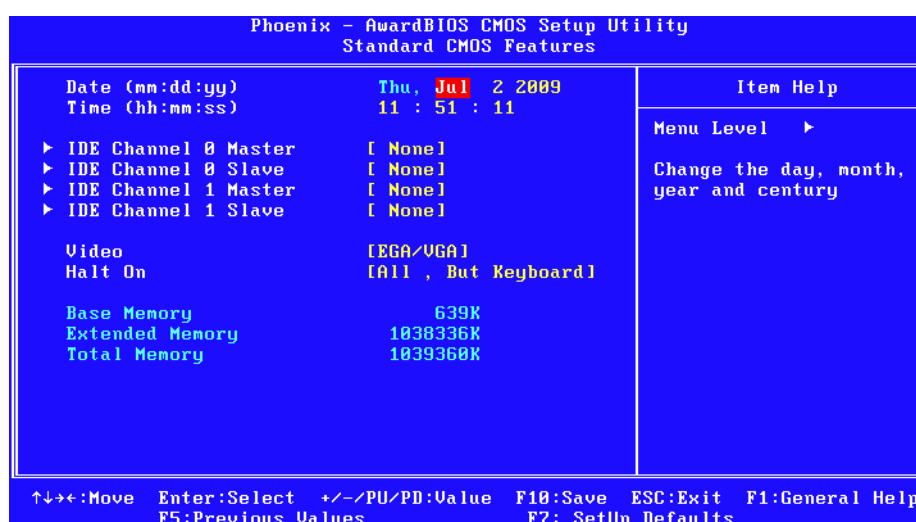 Phoenix - AwardBIOS CMOS Setup Utility
Standard CMOS Features
Date (mm:dd:yy) Thu, Jul 2 2009
Time (hh:mm:ss) 11 : 51 : 11
IDE Channel 0 Master [ None]
IDE Channel 0 Slave [ None]
IDE Channel 1 Master [ None]
IDE Channel 1 Slave [ None]
Video [EGA/VGA]
Halt On [All , But Keyboard]
Base Memory 639K
Extended Memory 1038336K
Total Memory 1039360K
Item Help
Menu Level ▶
Change the day, month,
year and century
↑↓→←:Move Enter:Select +/-/PU/PD:Value F10:Save ESC:Exit F1:General Help
F5:Previous Values F7: SetUp Defaults